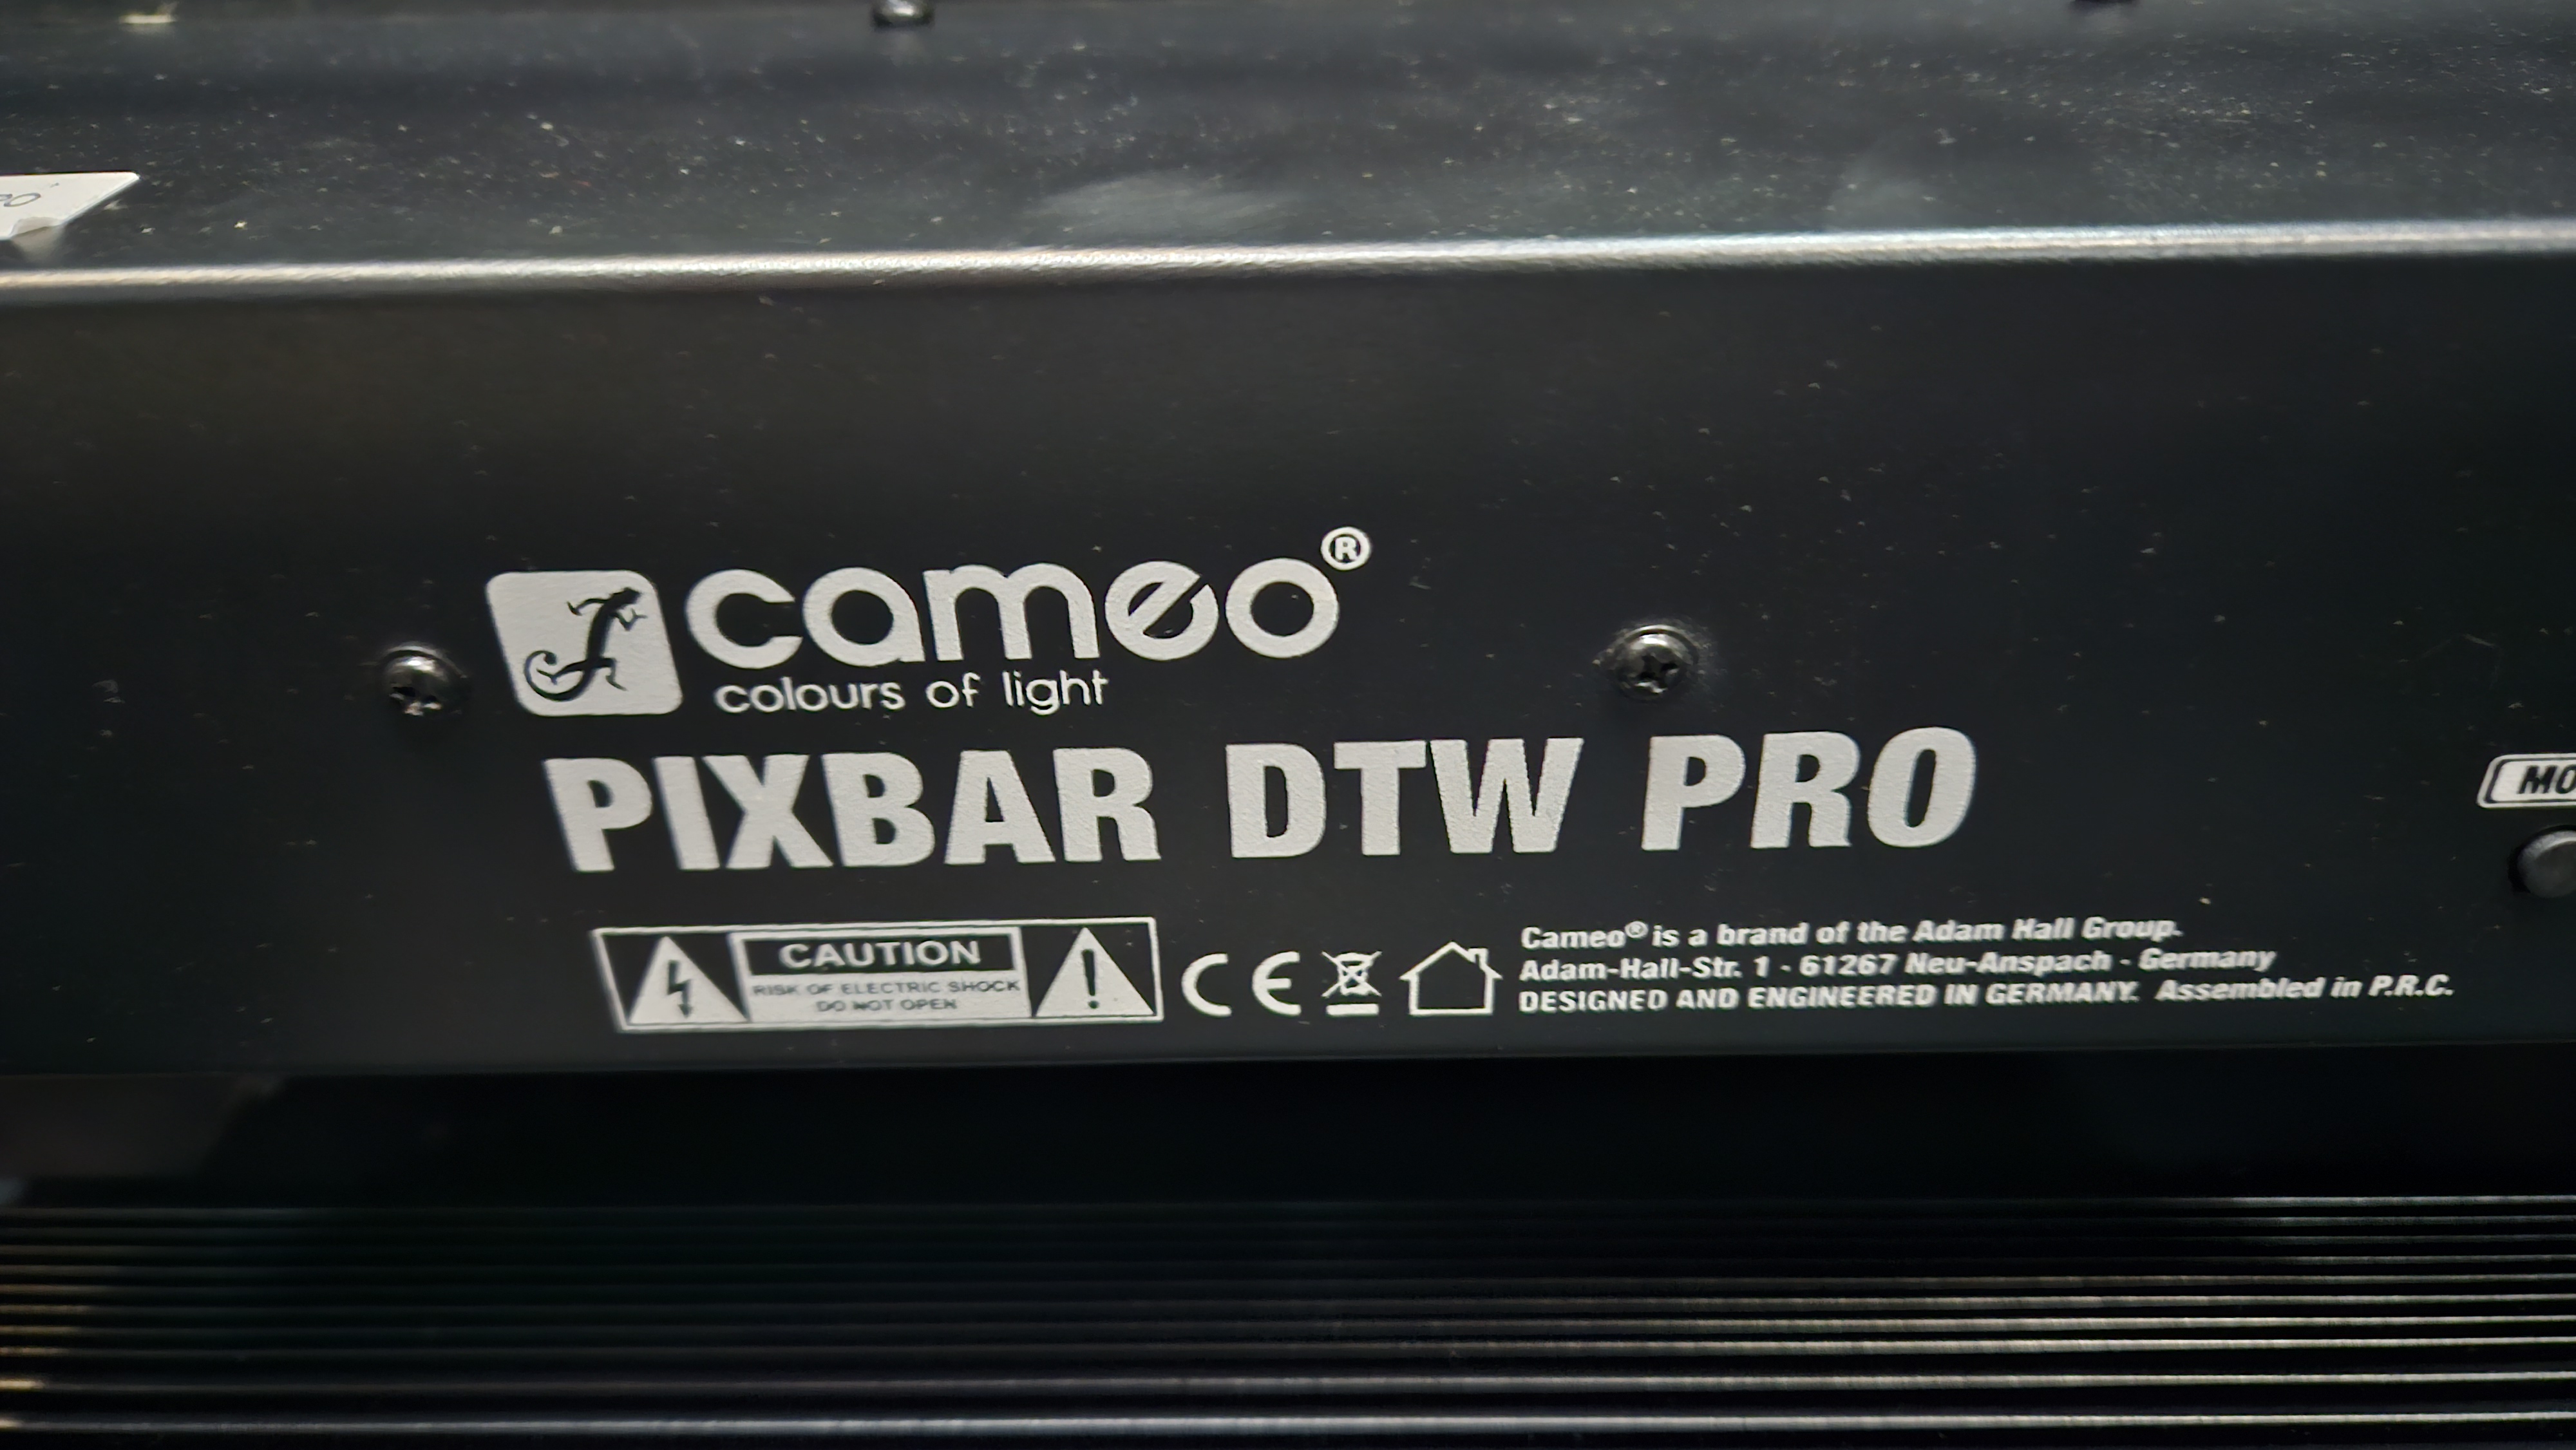 cameo®
colours of light
PIXBAR DTW PRO
MO
CAUTION
RISK OF ELECTRIC SHOCK
DO NOT OPEN
CE
Cameo® is a brand of the Adam Hall Group.
Adam-Hall-Str. 1 - 61267 Neu-Anspach - Germany
DESIGNED AND ENGINEERED IN GERMANY. Assembled in P.R.C.